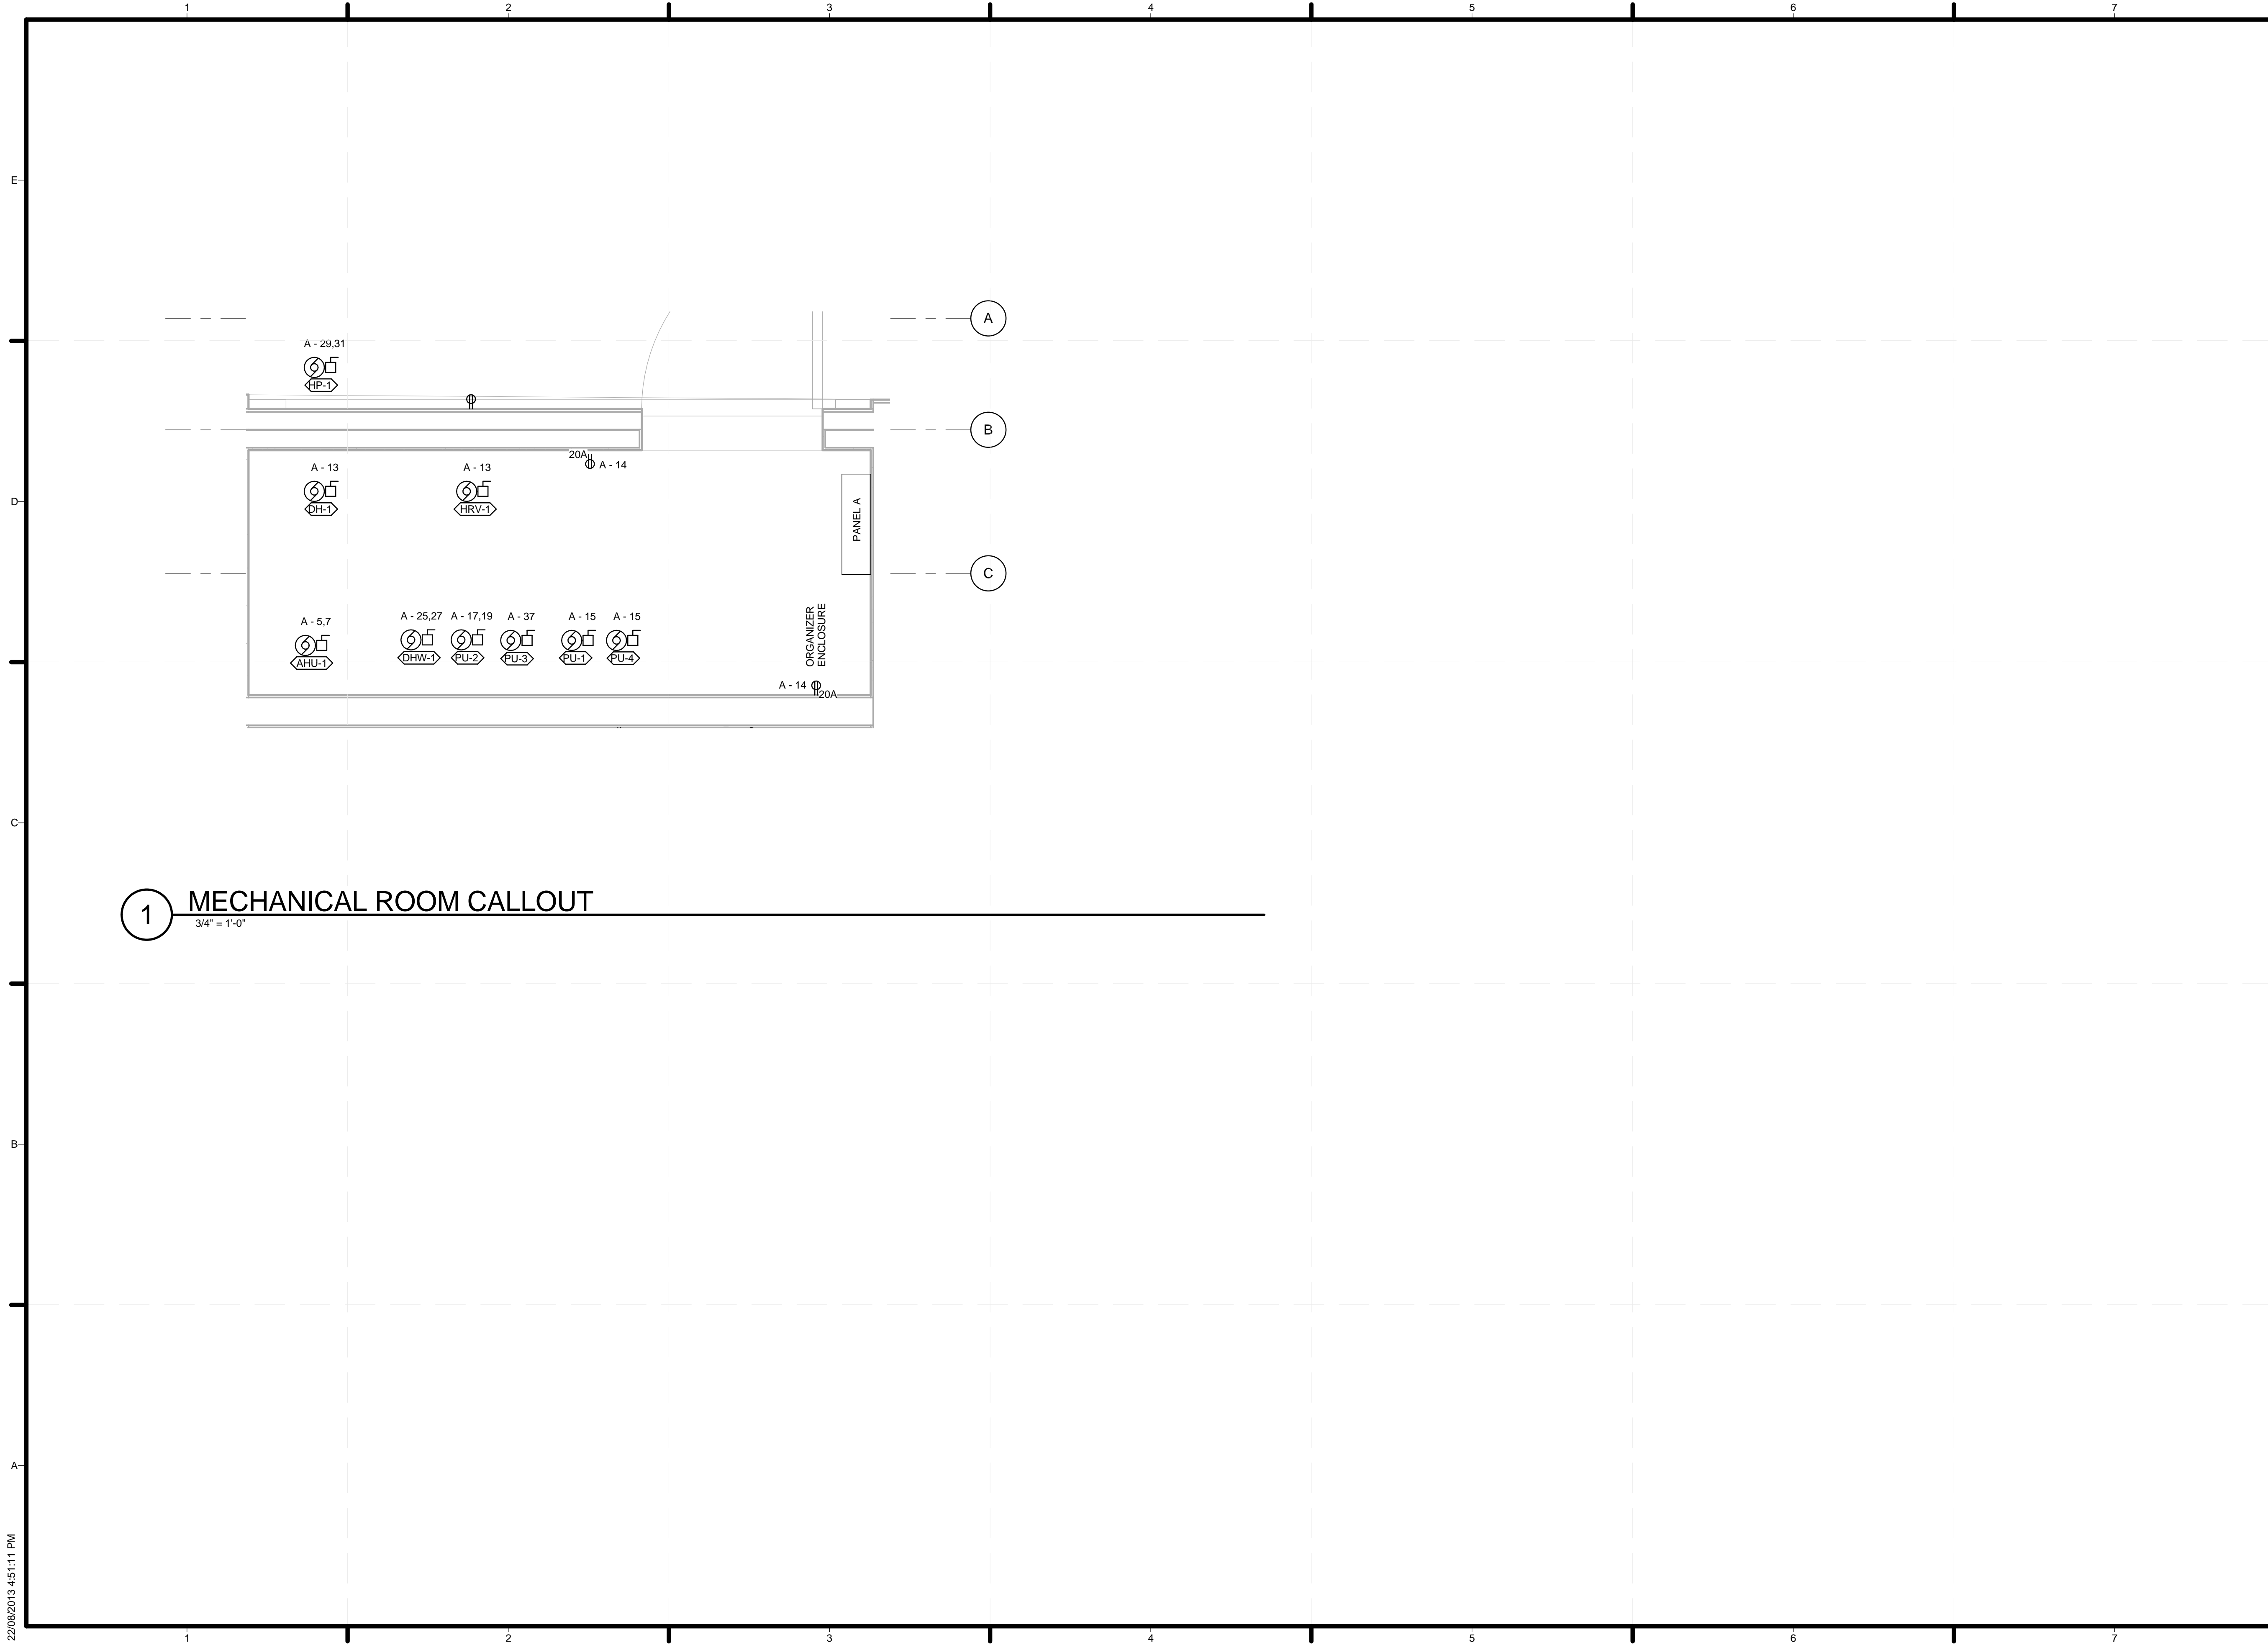 1 2 3 4 5 6 7
E
A
A - 29,31
HP-1
B
20A
A - 14
A - 13
A - 13
D
DH-1
HRV-1
PANEL A
C
A - 5,7
A - 25,27
A - 17,19
A - 37
A - 15
A - 15
AHU-1
DHW-1
PU-2
PU-3
PU-1
PU-4
ORGANIZER
ENCLOSURE
A - 14
20A
C
1
MECHANICAL ROOM CALLOUT
3/4" = 1'-0"
B
A
22/08/2013 4:51:11 PM
1 2 3 4 5 6 7